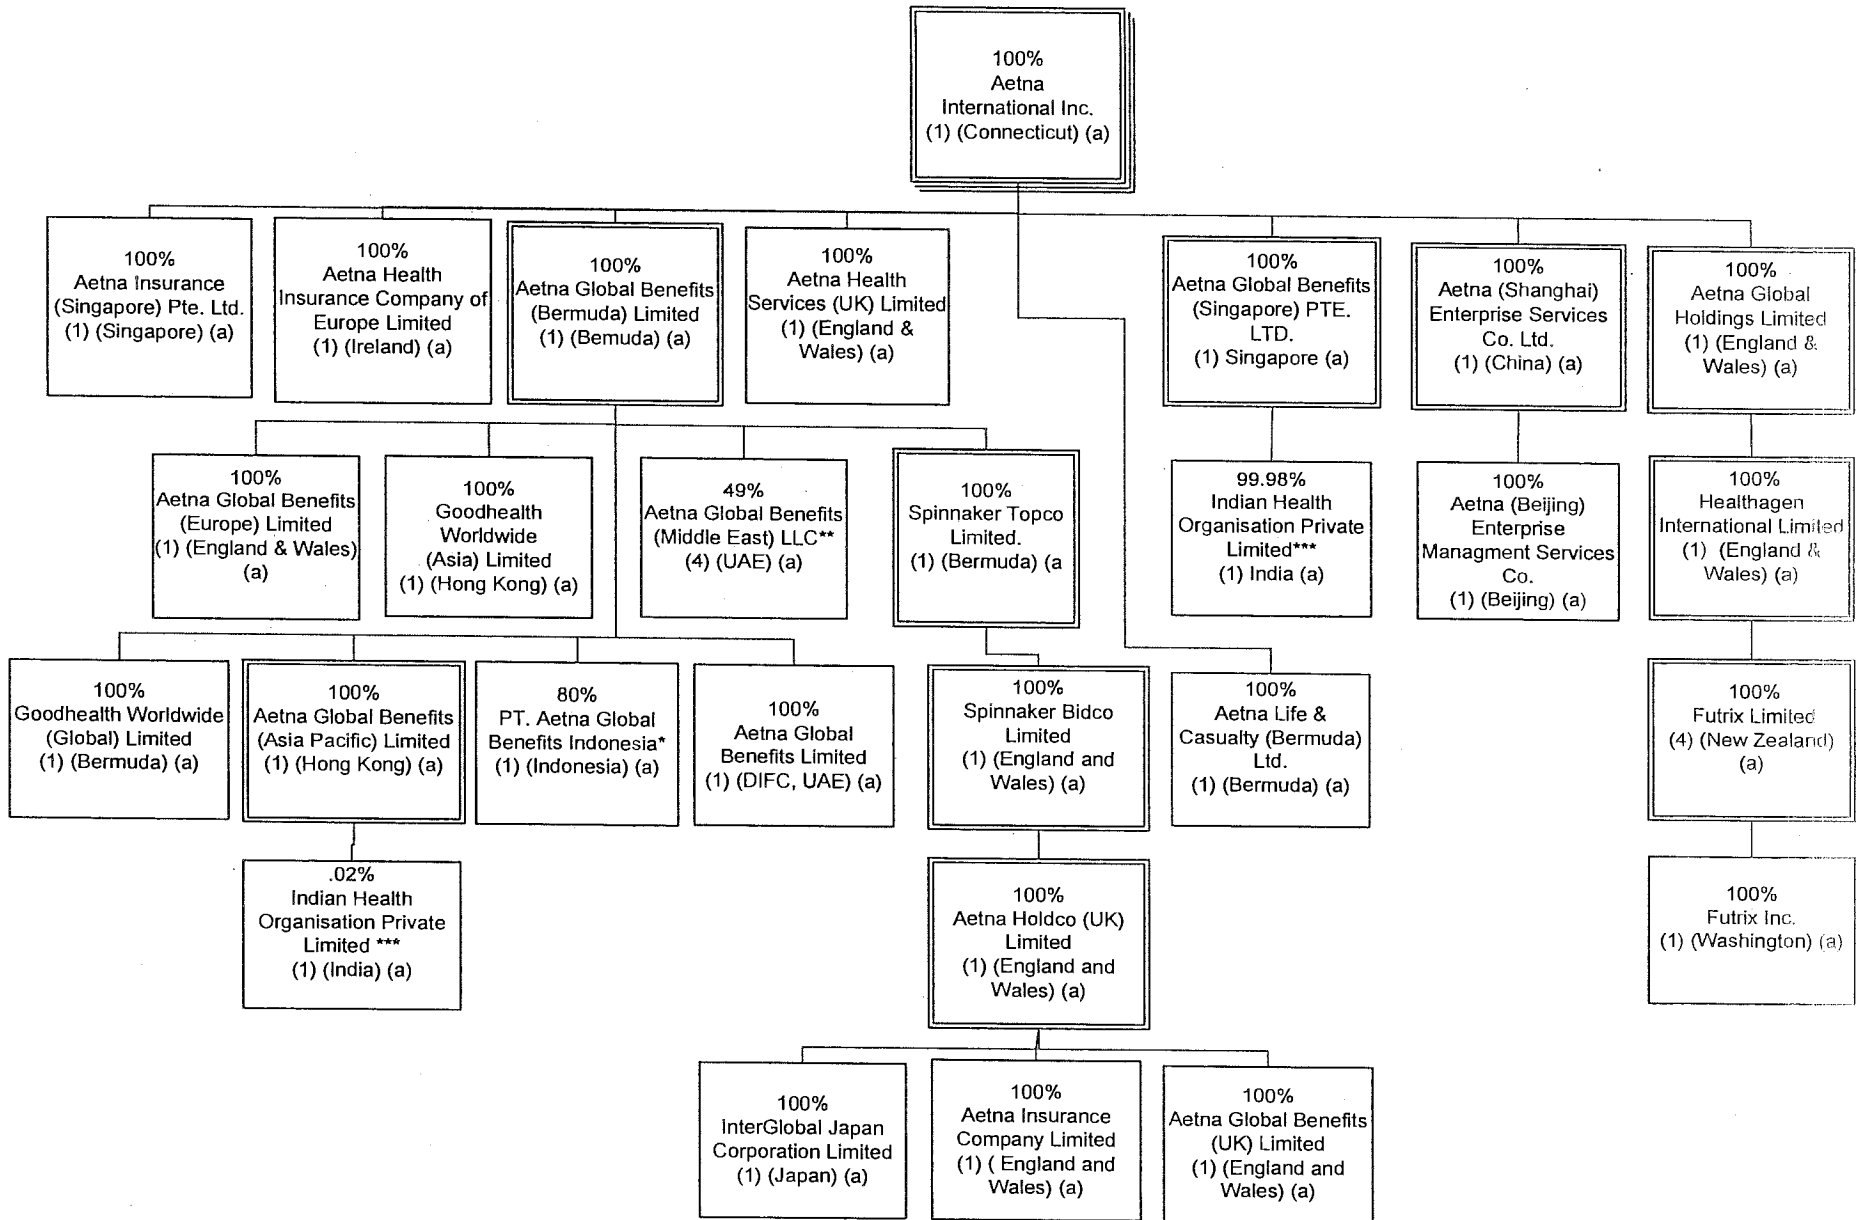 100%
Aetna
International Inc.
(1) (Connecticut) (a)
100%
Aetna Insurance
(Singapore) Pte. Ltd.
(1) (Singapore) (a)
100%
Aetna Health
Insurance Company of
Europe Limited
(1) (Ireland) (a)
100%
Aetna Global Benefits
(Bermuda) Limited
(1) (Bemuda) (a)
100%
Aetna Health
Services (UK) Limited
(1) (England &
Wales) (a)
100%
Aetna Global Benefits
(Singapore) PTE.
LTD.
(1) Singapore (a)
100%
Aetna (Shanghai)
Enterprise Services
Co. Ltd.
(1) (China) (a)
100%
Aetna Global
Holdings Limited
(1) (England &
Wales) (a)
100%
Aetna Global Benefits
(Europe) Limited
(1) (England & Wales)
(a)
100%
Goodhealth
Worldwide
(Asia) Limited
(1) (Hong Kong) (a)
49%
Aetna Global Benefits
(Middle East) LLC**
(4) (UAE) (a)
100%
Spinnaker Topco
Limited.
(1) (Bermuda) (a
99.98%
Indian Health
Organisation Private
Limited***
(1) India (a)
100%
Aetna (Beijing)
Enterprise
Managment Services
Co.
(1) (Beijing) (a)
100%
Healthagen
International Limited
(1) (England &
Wales) (a)
100%
Goodhealth Worldwide
(Global) Limited
(1) (Bermuda) (a)
100%
Aetna Global Benefits
(Asia Pacific) Limited
(1) (Hong Kong) (a)
80%
PT. Aetna Global
Benefits Indonesia*
(1) (Indonesia) (a)
100%
Aetna Global
Benefits Limited
(1) (DIFC, UAE) (a)
100%
Spinnaker Bidco
Limited
(1) (England and
Wales) (a)
100%
Aetna Life &
Casualty (Bermuda)
Ltd.
(1) (Bermuda) (a)
100%
Futrix Limited
(4) (New Zealand)
(a)
.02%
Indian Health
Organisation Private
Limited ***
(1) (India) (a)
100%
Aetna Holdco (UK)
Limited
(1) (England and
Wales) (a)
100%
Futrix Inc.
(1) (Washington) (a)
100%
InterGlobal Japan
Corporation Limited
(1) (Japan) (a)
100%
Aetna Insurance
Company Limited
(1) ( England and
Wales) (a)
100%
Aetna Global Benefits
(UK) Limited
(1) (England and
Wales) (a)